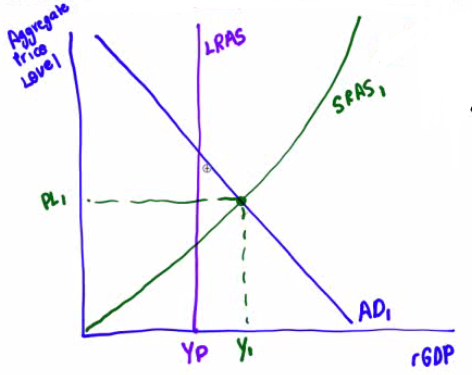 Aggregate
Price
Level
LRAS
SRAS1
PL1
AD1
YP
Y1
rGDP